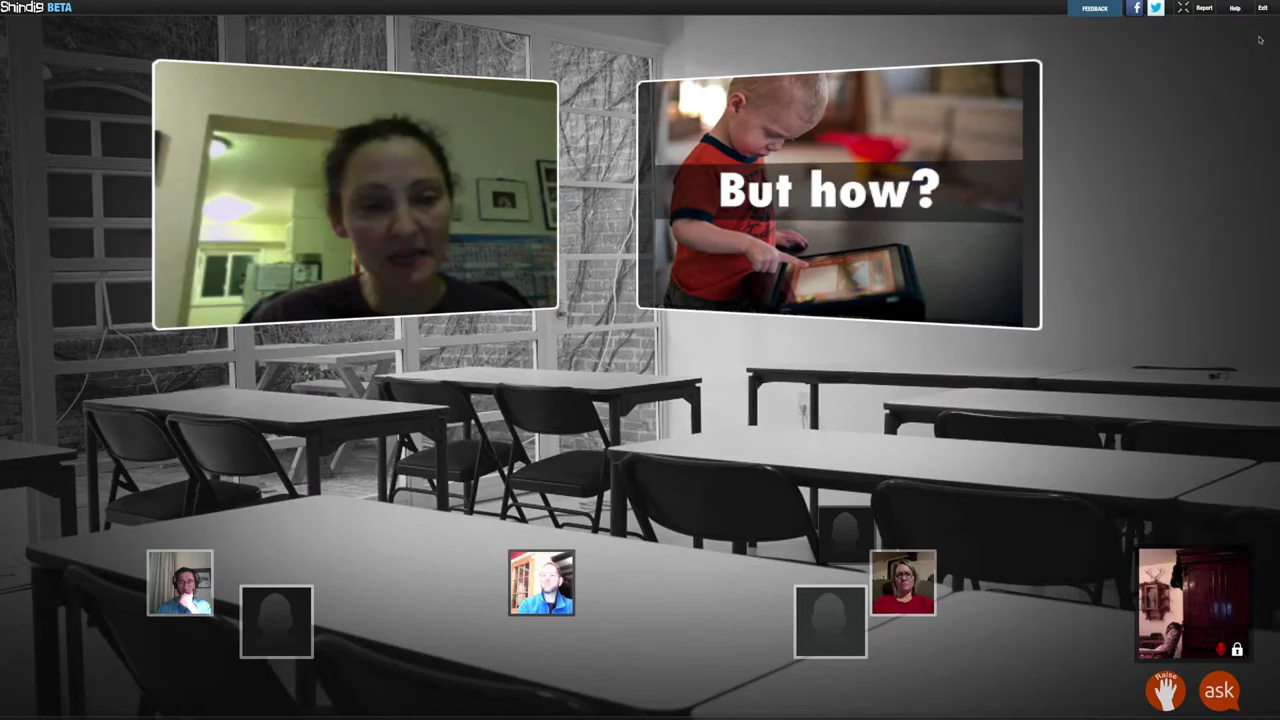 Shindig BETA
FEEDBACK
Report
Help
Exit
But how?
Raise
ask